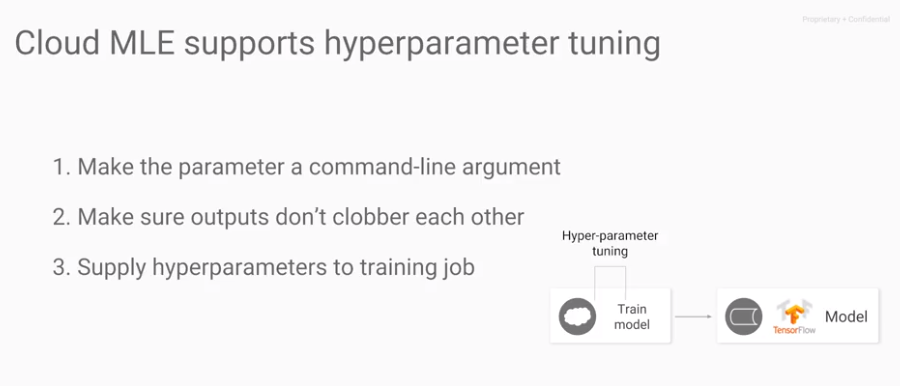 Proprietary + Confidential
Cloud MLE supports hyperparameter tuning
1. Make the parameter a command-line argument
2. Make sure outputs don’t clobber each other
3. Supply hyperparameters to training job
Hyper-parameter
tuning
Train
model
TensorFlow
Model